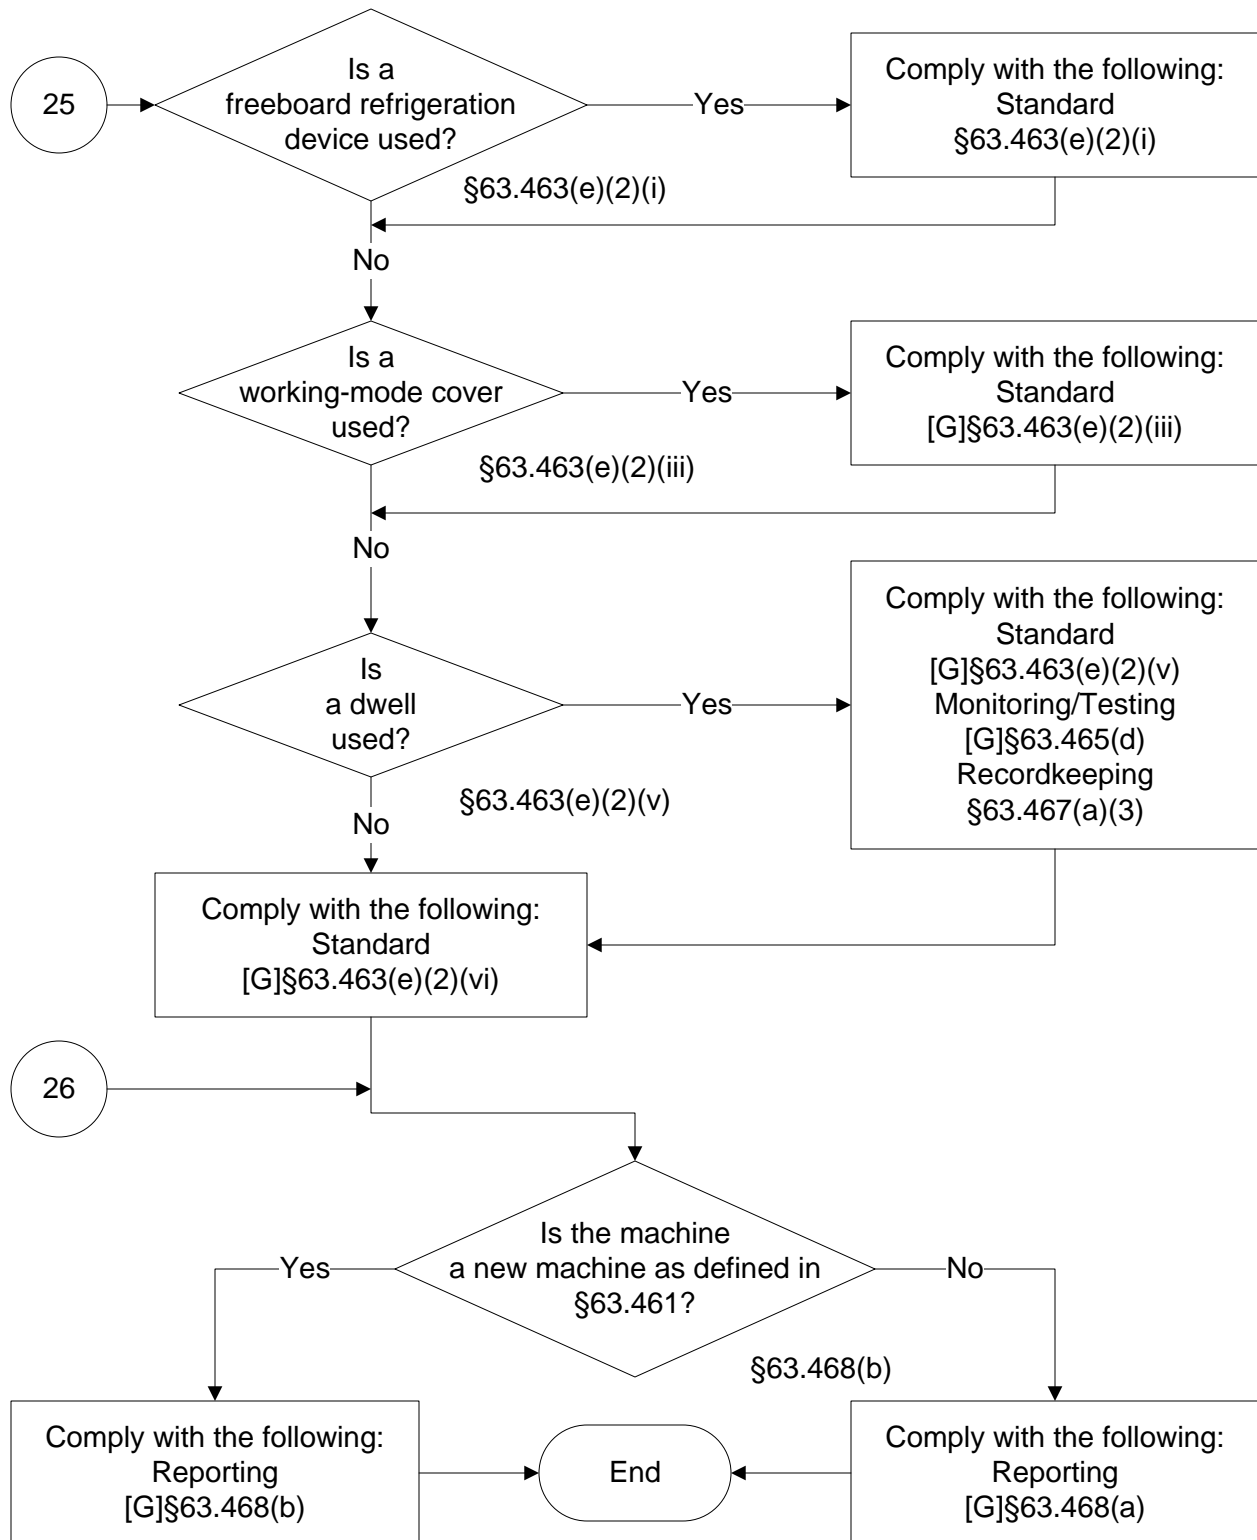 25
Is a
freeboard refrigeration
device used?
Yes
Comply with the following:
Standard
§63.463(e)(2)(i)
§63.463(e)(2)(i)
No
Is a
working-mode cover
used?
Yes
Comply with the following:
Standard
[G]§63.463(e)(2)(iii)
§63.463(e)(2)(iii)
No
Is
a dwell
used?
Yes
Comply with the following:
Standard
[G]§63.463(e)(2)(v)
Monitoring/Testing
[G]§63.465(d)
Recordkeeping
§63.467(a)(3)
§63.463(e)(2)(v)
No
Comply with the following:
Standard
[G]§63.463(e)(2)(vi)
26
Is the machine
a new machine as defined in
§63.461?
Yes
No
§63.468(b)
Comply with the following:
Reporting
[G]§63.468(b)
End
Comply with the following:
Reporting
[G]§63.468(a)